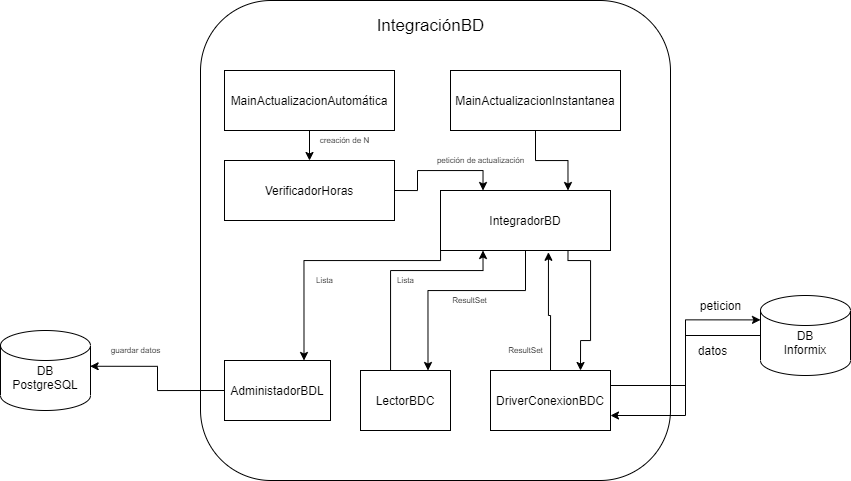 IntegraciónBD
MainActualizacionAutomática
MainActualizacionInstantanea
creación de N
petición de actualización
VerificadorHoras
IntegradorBD
Lista
Lista
ResultSet
peticion
DB
Informix
datos
guardar datos
ResultSet
DB
PostgreSQL
AdministadorBDL
LectorBDC
DriverConexionBDC